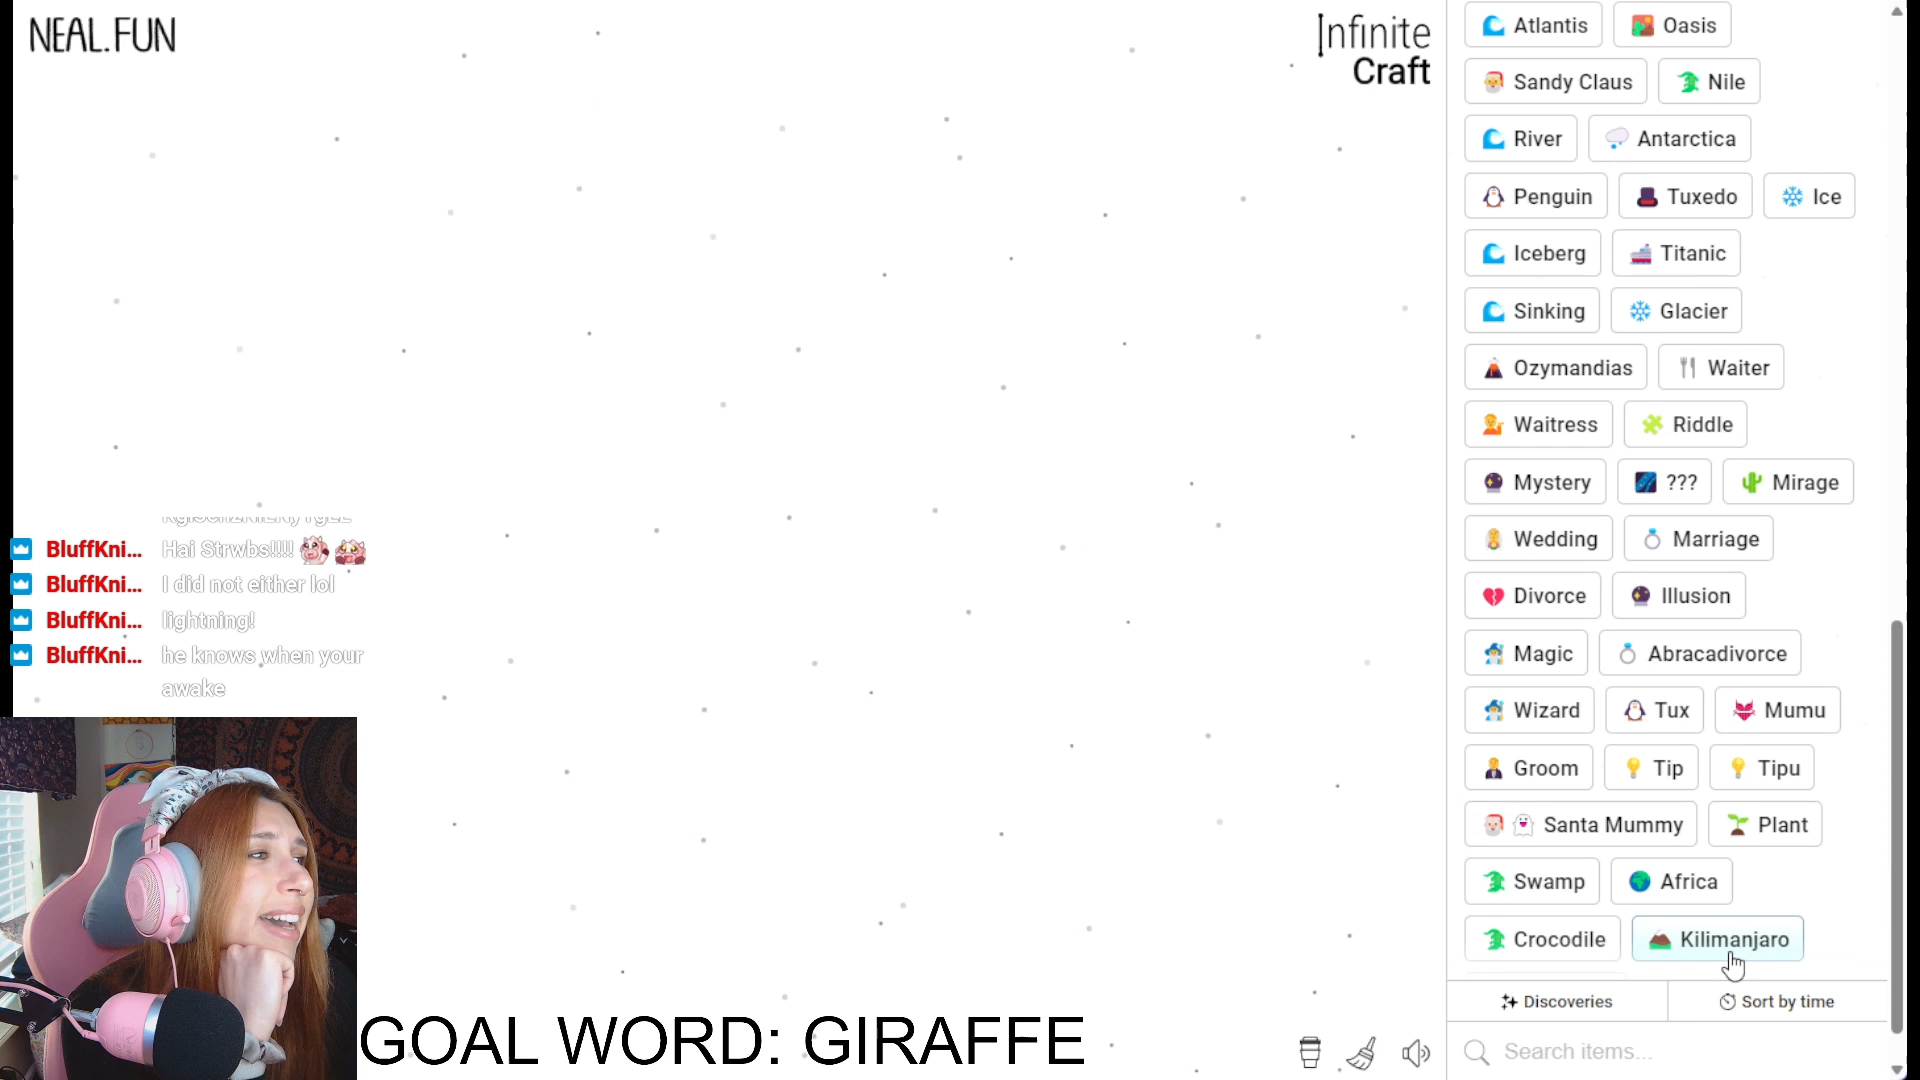 NEAL.FUN
Infinite
Craft
Atlantis
Oasis
Sandy Claus
Nile
River
Antarctica
Penguin
Tuxedo
Ice
Iceberg
Titanic
Sinking
Glacier
Ozymandias
Waiter
Waitress
Riddle
Mystery
???
Mirage
Wedding
Marriage
Divorce
Illusion
Magic
Abracadivorce
Wizard
Tux
Mumu
Groom
Tip
Tipu
Santa Mummy
Plant
Swamp
Africa
Crocodile
Kilimanjaro
Discoveries
Sort by time
Search items...
BluffKni... Hai Strwbs!!!!
BluffKni... I did not either lol
BluffKni... lightning!
BluffKni... he knows when your
awake
GOAL WORD: GIRAFFE